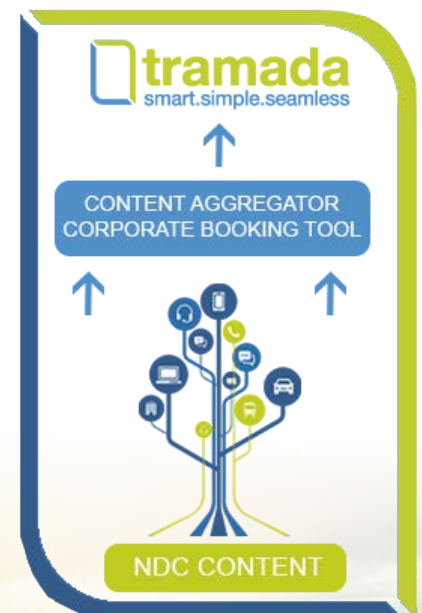 tramada
smart.simple.seamless
CONTENT AGGREGATOR
CORPORATE BOOKING TOOL
NDC CONTENT